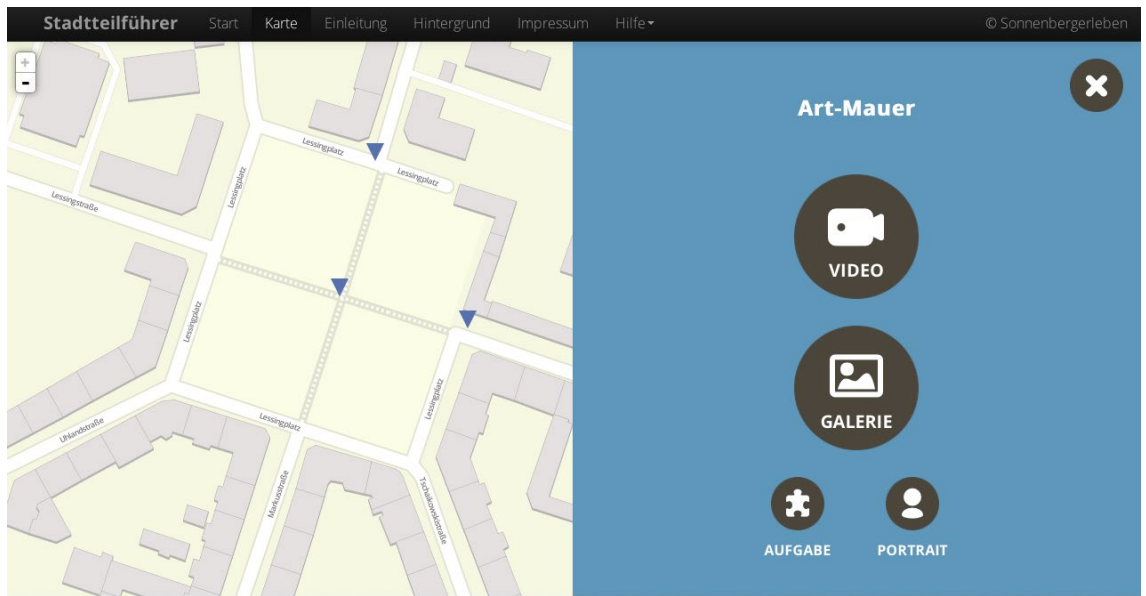 Stadtteilführer Start Karte Einleitung Hintergrund Impressum Hilfe © Sonnenbergerleben
+
-
Lessingplatz
Lessingplatz
Lessingplatz
Lessingstraße
Lessingplatz
Lessingplatz
Lessingplatz
Uhlandstraße
Markusstraße
Tschaikowskistraße
Art-Mauer
VIDEO
GALERIE
AUFGABE PORTRAIT